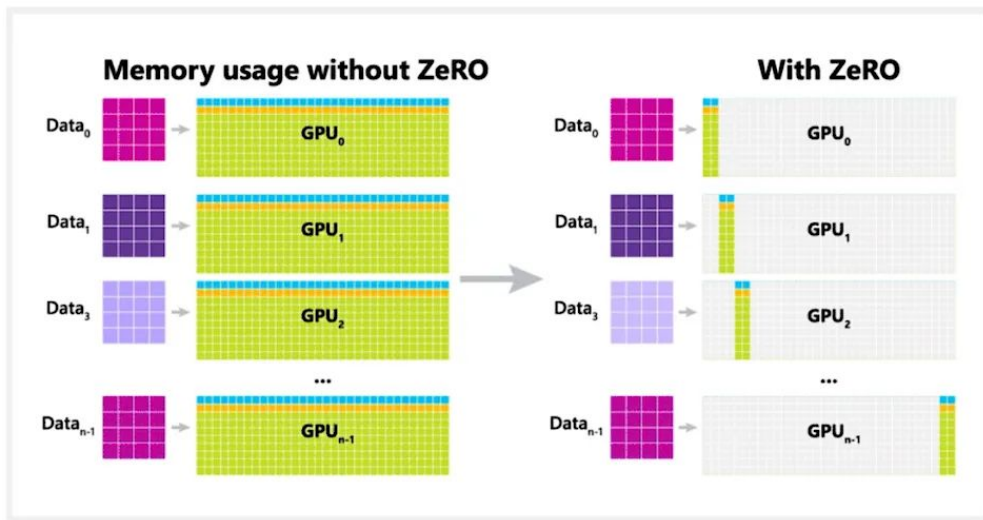 Memory usage without ZeRO
With ZeRO
Data0
GPU0
Data0
GPU0
Data1
GPU1
Data1
GPU1
Data3
GPU2
Data3
GPU2
...
...
Datan-1
GPUn-1
Datan-1
GPUn-1